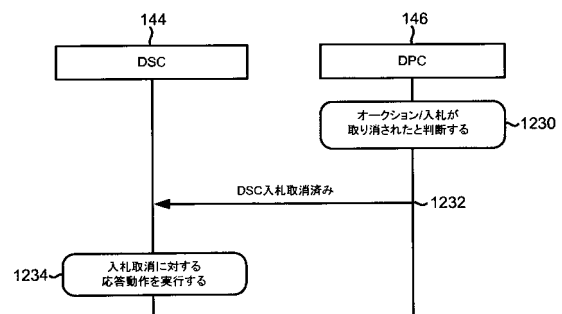 144
146
DSC
DPC
オークション/入札が
取り消されたと判断する
1230
DSC入札取消済み
1232
1234
入札取消に対する
応答動作を実行する